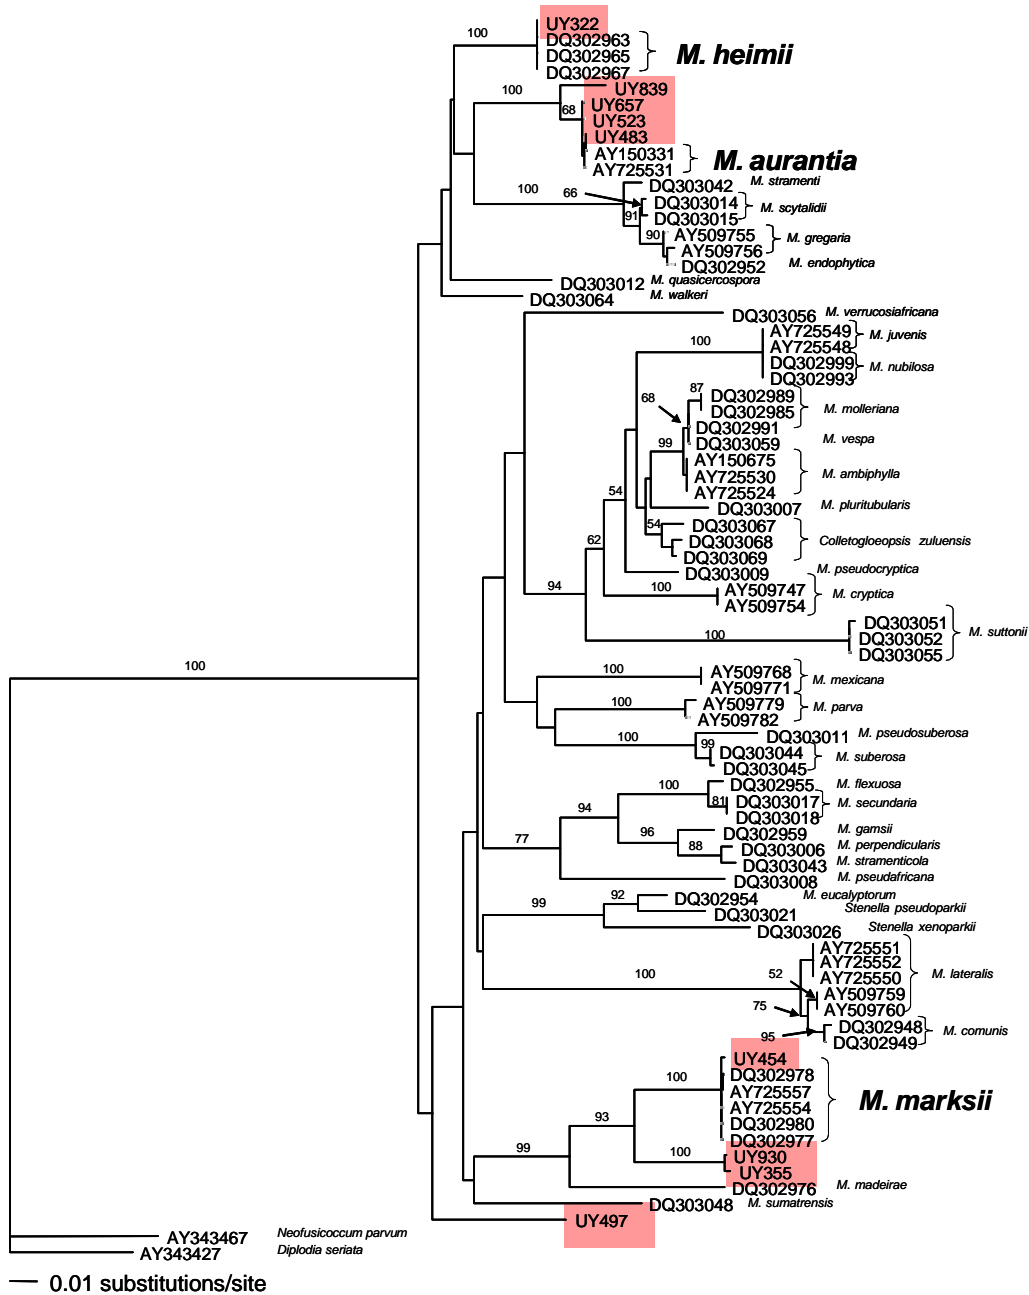 UY322
100
DQ302963
DQ302965
M. heimii
DQ302967
100
UY839
UY657
68
UY523
UY483
AY150331
M. aurantia
AY725531
DQ303042 M. stramenti
100
66
DQ303014
M. scytalidii
91
DQ303015
90
AY509755
M. gregaria
AY509756
DQ302952 M. endophytica
DQ303012 M. quasicercospora
DQ303064 M. walkeri
DQ303056 M. verrucosiafricana
AY725549
M. juvenis
100
AY725548
DQ302999
M. nubilosa
DQ302993
87
68
DQ302989
DQ302985
M. molleriana
DQ302991
99
DQ303059 M. vespa
AY150675
AY725530
M. ambiphylla
AY725524
54
DQ303007 M. pluritubularis
54
DQ303067
62
DQ303068
Colletogloeopsis zuluensis
DQ303069
DQ303009 M. pseudocryptica
94
100
AY509747
M. cryptica
AY509754
DQ303051
100
DQ303052
M. suttonii
DQ303055
100
100
AY509768
M. mexicana
AY509771
100
AY509779
M. parva
AY509782
100
DQ303011 M. pseudosuberosa
99
DQ303044
M. suberosa
DQ303045
100
DQ302955 M. flexuosa
81
DQ303017
M. secundaria
94
DQ303018
96
DQ302959 M. gamsii
77
88
DQ303006 M. perpendicularis
DQ303043 M. stramenticola
DQ303008 M. pseudafricana
92
DQ302954 M. eucalyptorum
99
DQ303021 Stenella pseudoparkii
DQ303026 Stenella xenoparkii
AY725551
AY725552
100
52
AY725550
M. lateralis
AY509759
75
AY509760
95
DQ302948
M. comunis
DQ302949
UY454
100
DQ302978
AY725557
AY725554
M. marksii
93
DQ302980
DQ302977
99
100
UY930
UY355
DQ302976 M. madeirae
DQ303048 M. sumatrensis
UY497
AY343467 Neofusicoccum parvum
AY343427 Diplodia seriata
0.01 substitutions/site